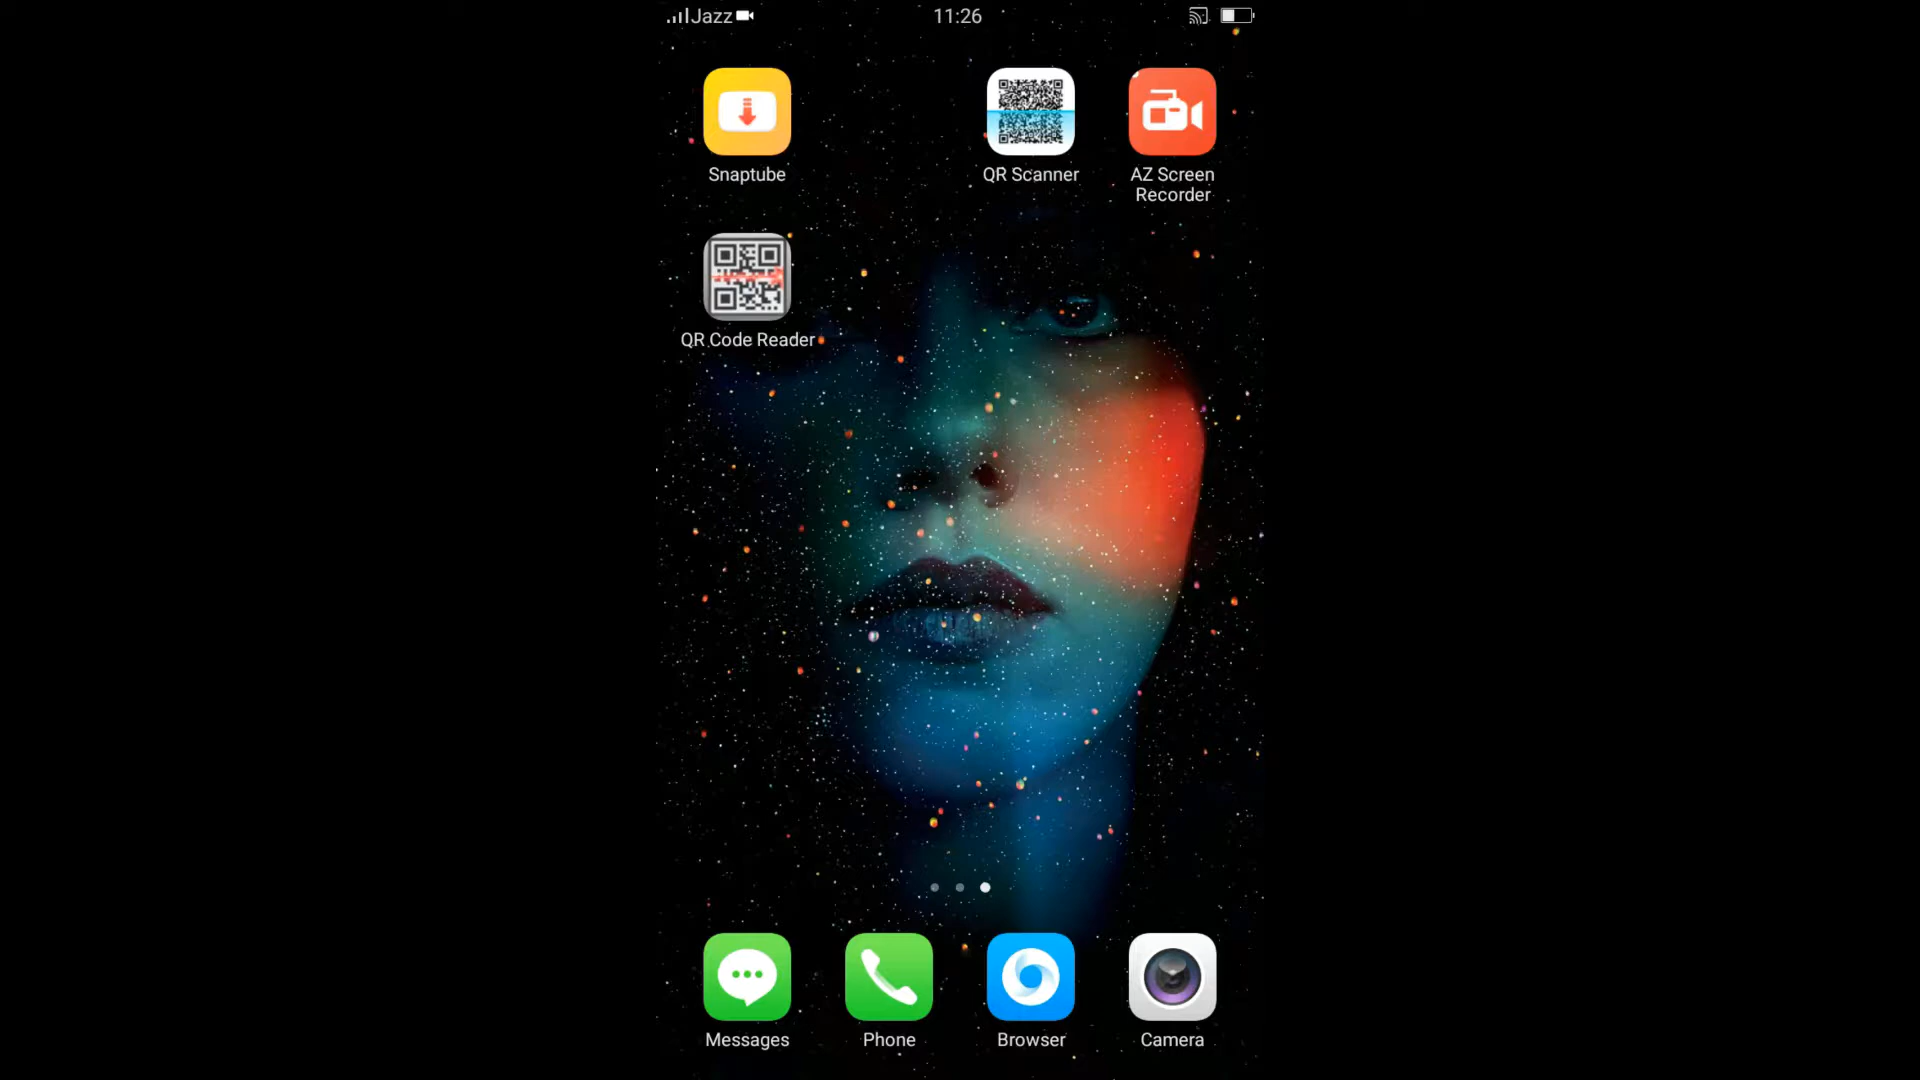 Jazz
11:26
Snaptube
QR Scanner
AZ Screen
Recorder
QR Code Reader
Messages
Phone
Browser
Camera